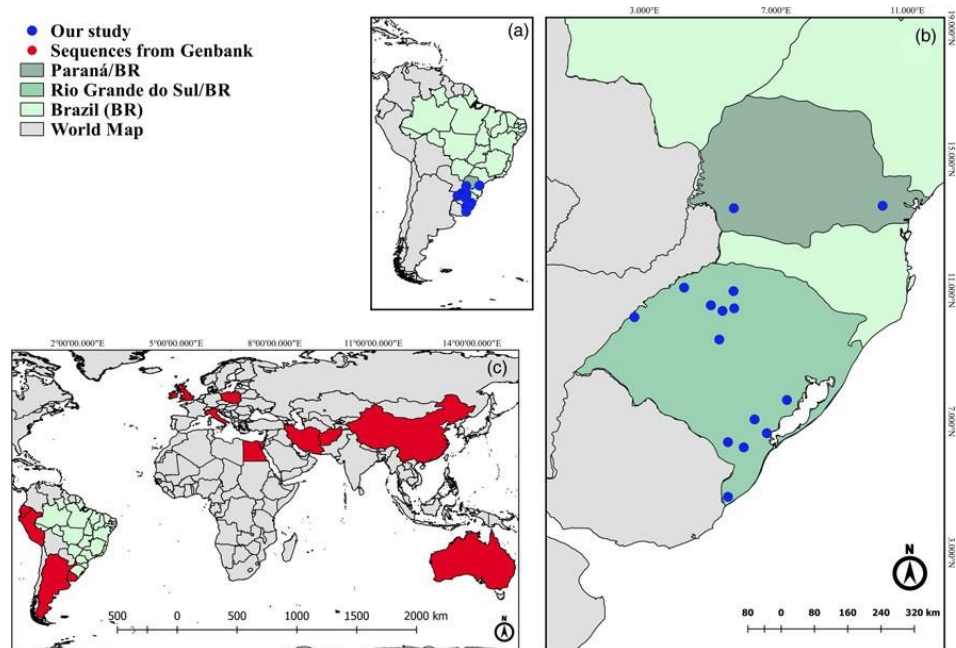 Our study
Sequences from Genbank
Paraná/BR
Rio Grande do Sul/BR
Brazil (BR)
World Map
(a)
3.000°E 7.000°E 11.000°E
(b)
19.000°N
15.000°N
11.000°N
7.000°N
3.000°N
N
80 0 80 160 240 320 km
2°00'00.000"E 5°00'00.000"E 8°00'00.000"E 11°00'00.000"E 14°00'00.000"E
(c)
500 0 500 1000 1500 2000 km
N